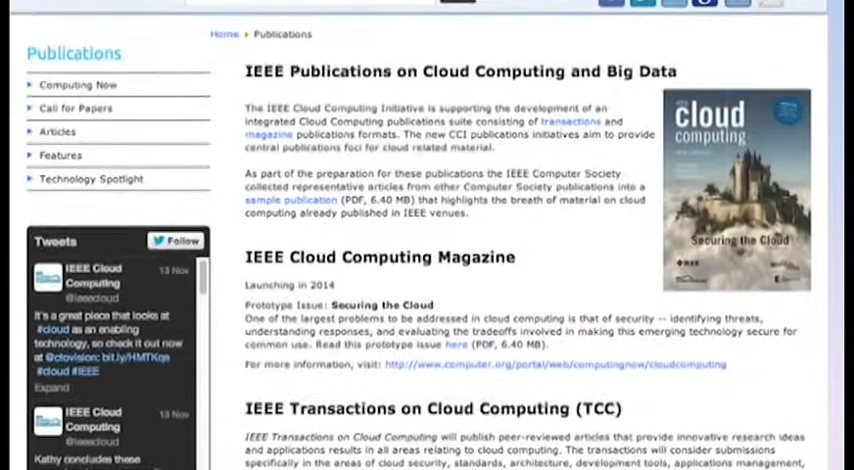 Home › Publications
Publications
Computing Now
Call for Papers
Articles
Features
Technology Spotlight
IEEE Publications on Cloud Computing and Big Data
The IEEE Cloud Computing Initiative is supporting the development of an
integrated Cloud Computing publications suite consisting of transactions and
magazine publications formats. The new CCI publications initiatives aim to provide
central publications foci for cloud related material.
As part of the preparation for these publications the IEEE Computer Society
collected representative articles from other Computer Society publications into a
sample publication (PDF, 6.40 MB) that highlights the breath of material on cloud
computing already published in IEEE venues.
cloud
computing
Securing the Cloud
IEEE
Tweets
Follow
IEEE Cloud
Computing
@ieeecloud
13 Nov
It's a great piece that looks at
#cloud as an enabling
technology, so check it out now
at @ctovision: bit.ly/HMTKqe
#cloud #IEEE
Expand
IEEE Cloud
Computing
@ieeecloud
13 Nov
Kathy concludes these
IEEE Cloud Computing Magazine
Launching in 2014
Prototype Issue: Securing the Cloud
One of the largest problems to be addressed in cloud computing is that of security -- identifying threats,
understanding responses, and evaluating the tradeoffs involved in making this emerging technology secure for
common use. Read this prototype issue here (PDF, 6.40 MB).
For more information, visit: http://www.computer.org/portal/web/computingnow/cloudcomputing
IEEE Transactions on Cloud Computing (TCC)
IEEE Transactions on Cloud Computing will publish peer-reviewed articles that provide innovative research ideas
and applications results in all areas relating to cloud computing. The transactions will consider submissions
specifically in the areas of cloud security, standards, architecture, development tools, applications management,